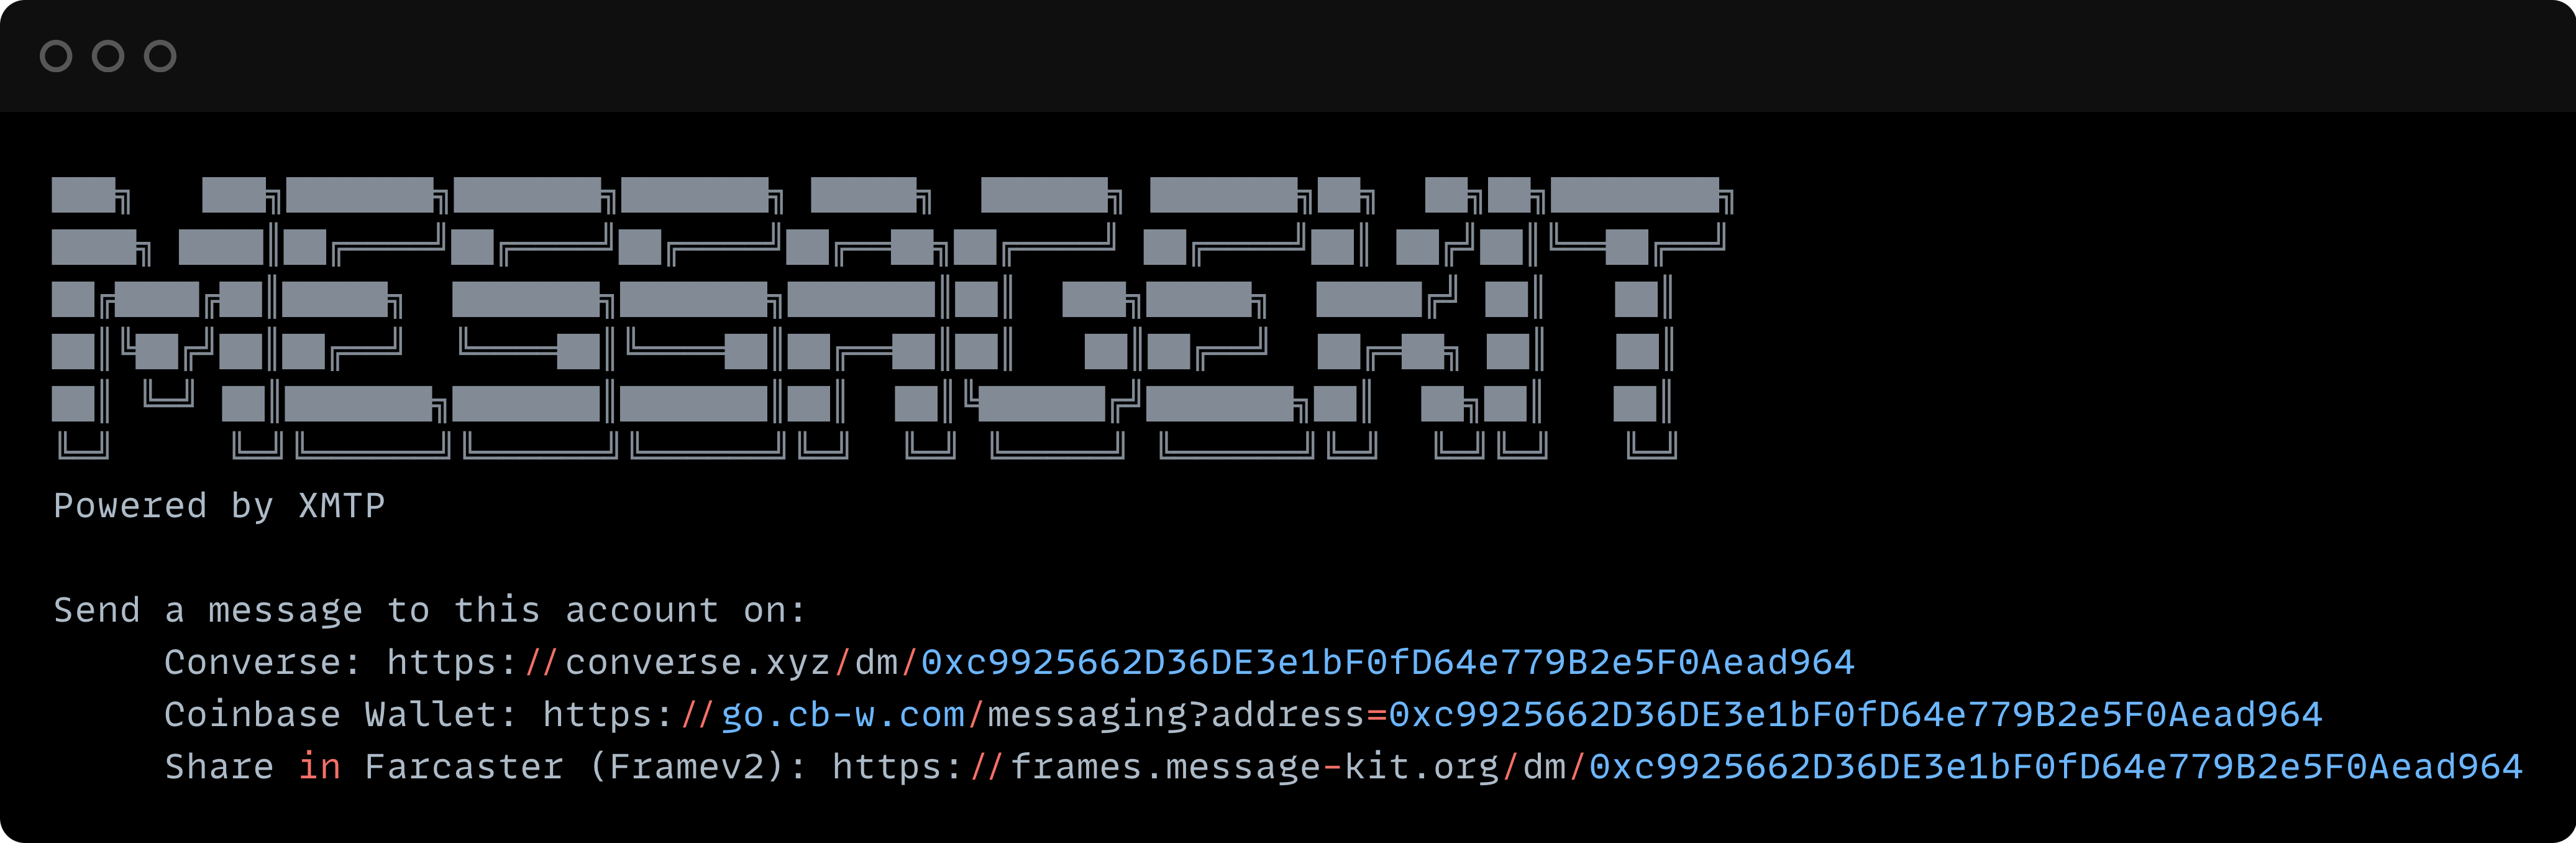 MESSAGEKIT
Powered by XMTP
Send a message to this account on:
Converse: https://converse.xyz/dm/0xc9925662D36DE3e1bF0fD64e779B2e5F0Aead964
Coinbase Wallet: https://go.cb-w.com/messaging?address=0xc9925662D36DE3e1bF0fD64e779B2e5F0Aead964
Share in Farcaster (Framev2): https://frames.message-kit.org/dm/0xc9925662D36DE3e1bF0fD64e779B2e5F0Aead964